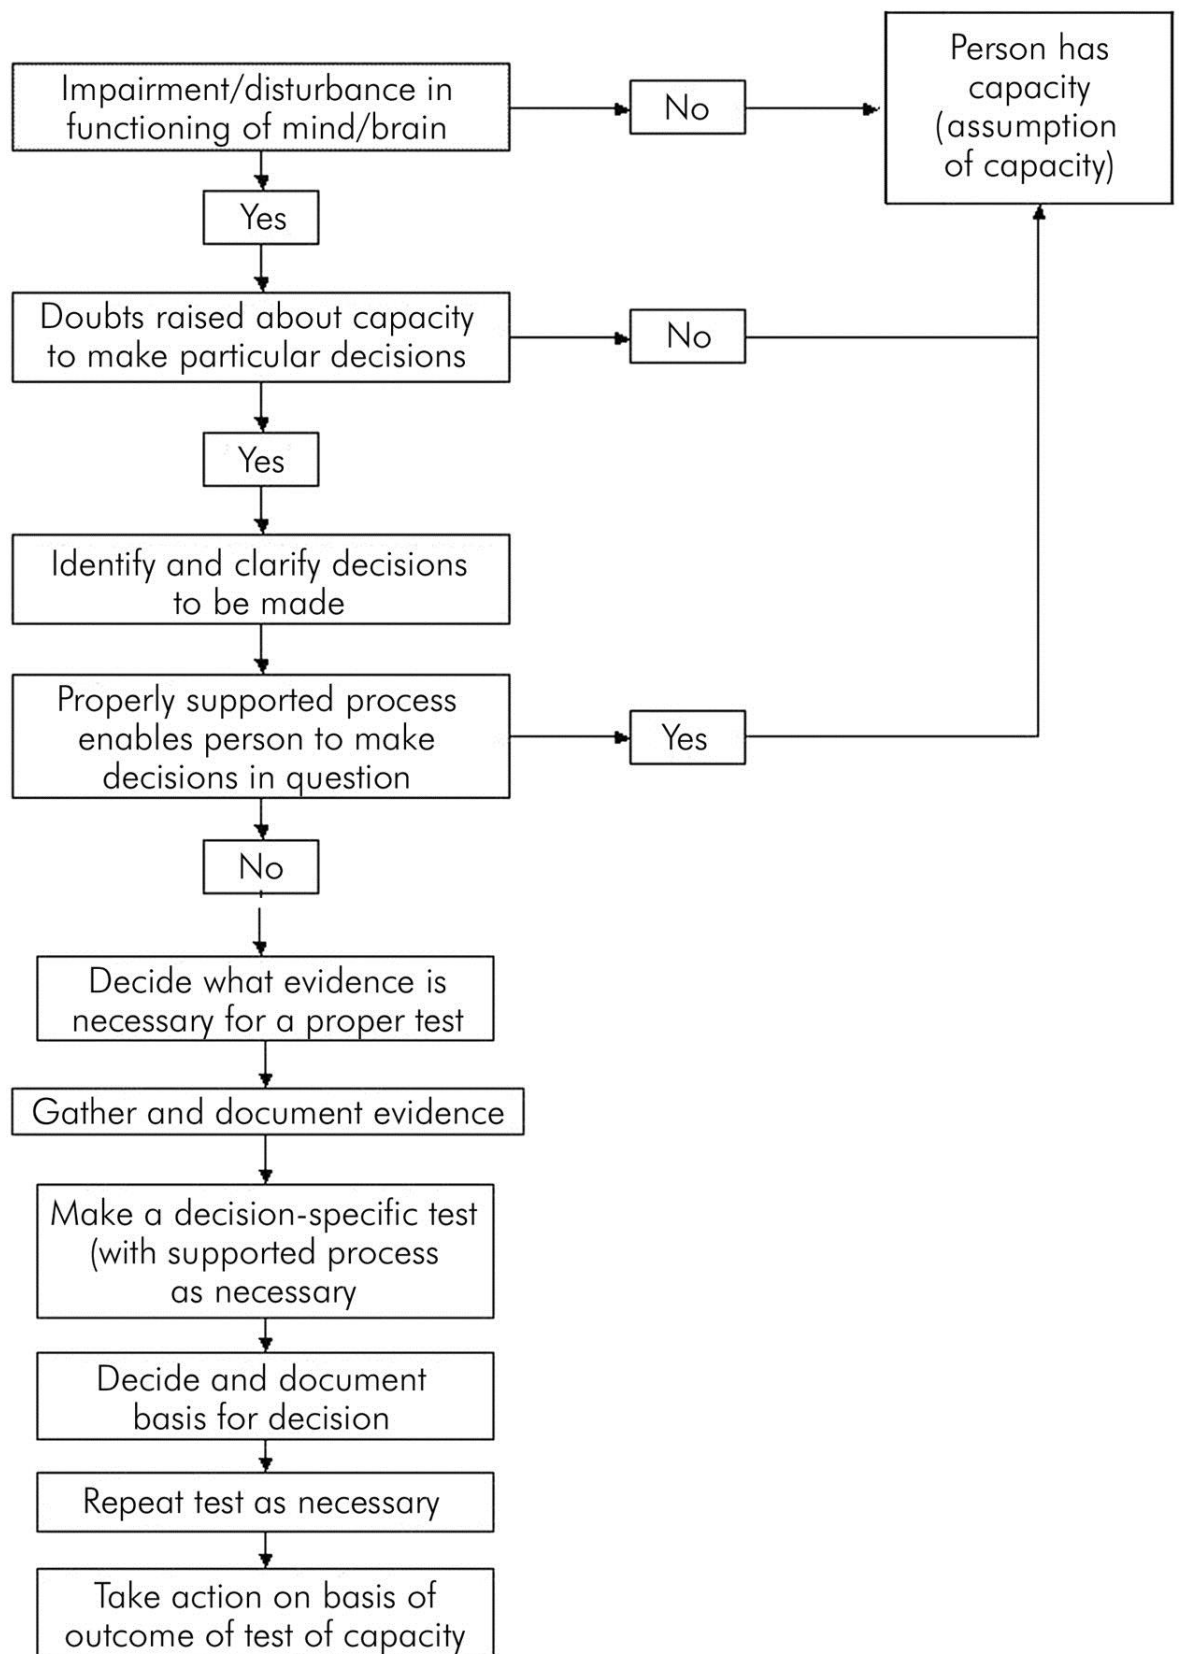 Impairment/disturbance in
functioning of mind/brain
No
Person has
capacity
(assumption
of capacity)
Yes
Doubts raised about capacity
to make particular decisions
No
Yes
Identify and clarify decisions
to be made
Properly supported process
enables person to make
decisions in question
Yes
No
Decide what evidence is
necessary for a proper test
Gather and document evidence
Make a decision-specific test
(with supported process
as necessary
Decide and document
basis for decision
Repeat test as necessary
Take action on basis of
outcome of test of capacity